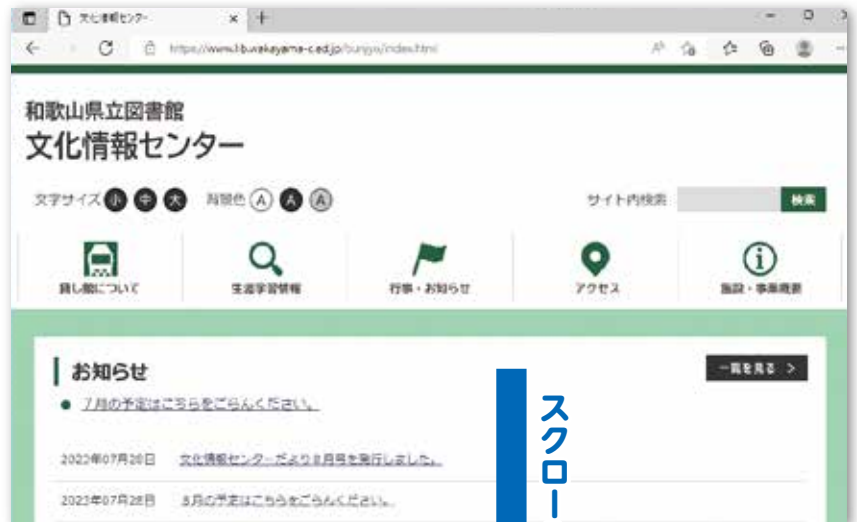 文化情報センター
https://www.lib.wakayama-c.ed.jp/bunjyo/index.html
和歌山県立図書館
文化情報センター
文字サイズ 小 中 大 背景色 A A A サイト内検索 検索
貸し館について 生涯学習情報 行事・お知らせ アクセス 施設・事業概要
お知らせ 一覧を見る >
7月の予定はこちらをごらんください。
2023年07月28日 文化情報センターだより8月号を発行しました。
2023年07月28日 8月の予定はこちらをごらんください。
スクロー